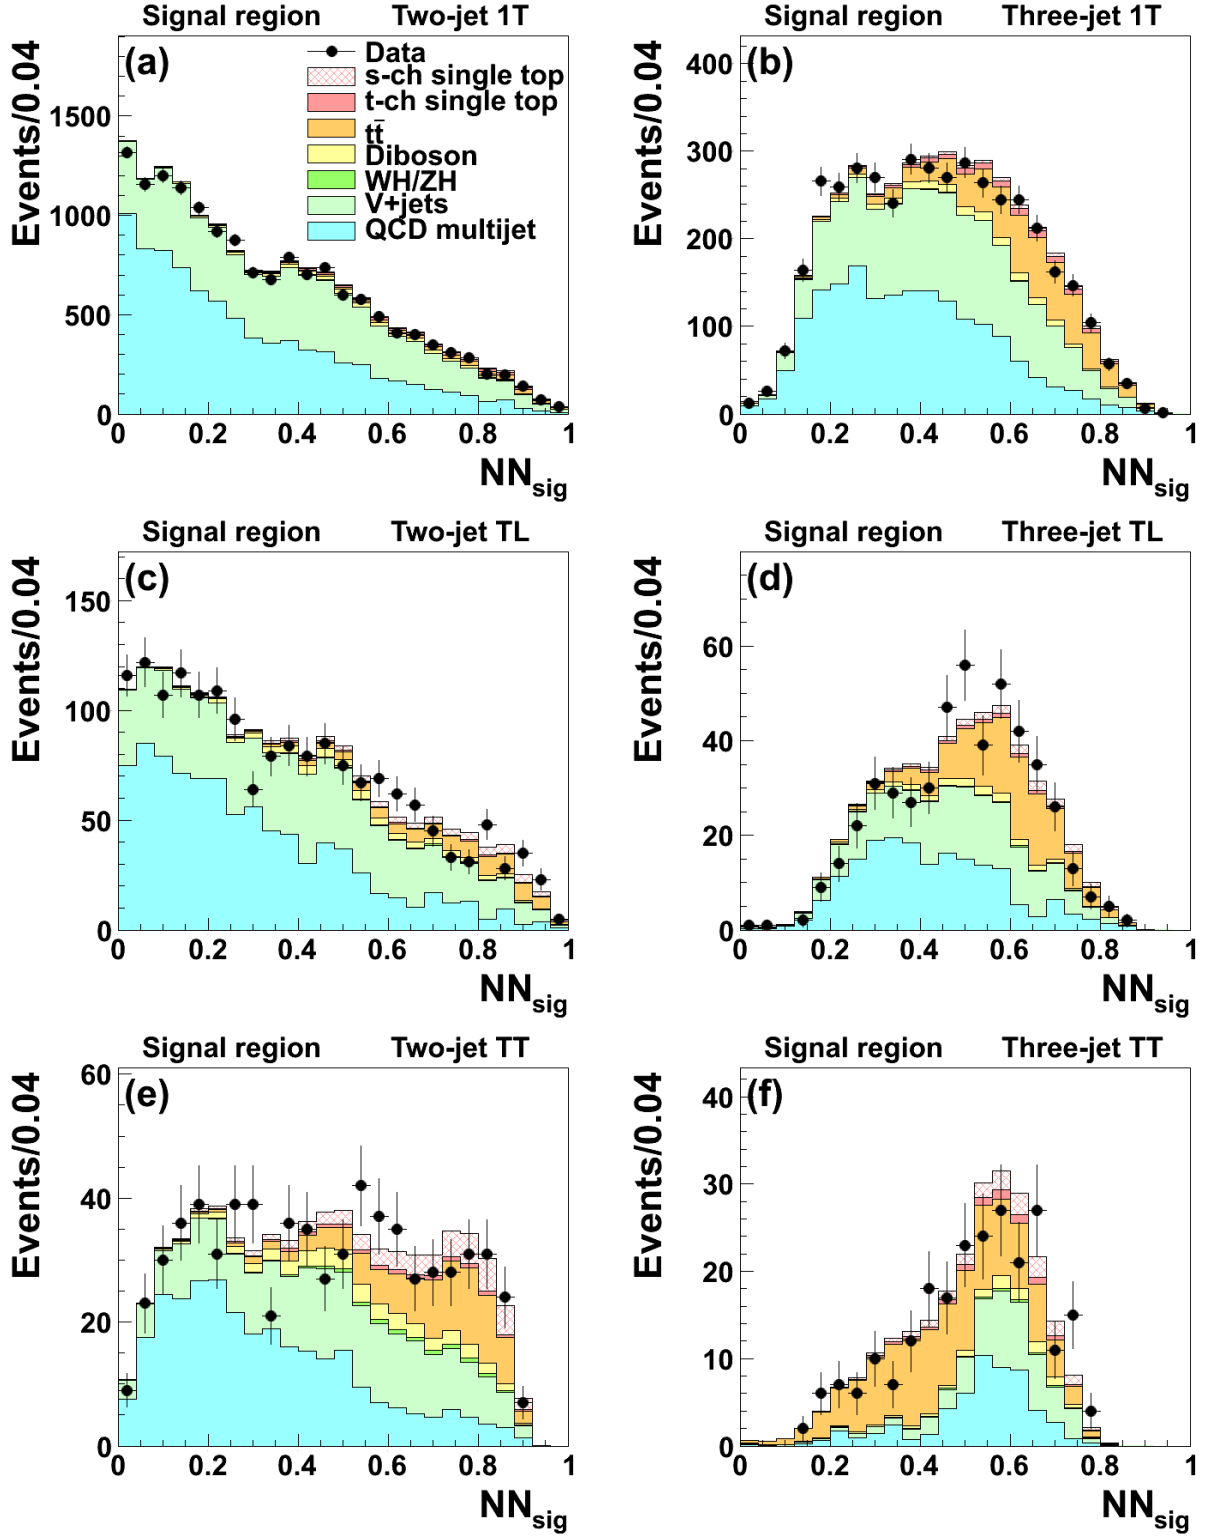 Signal region Two-jet 1T
(a)
Data
s-ch single top
t-ch single top
tt̄
Diboson
WH/ZH
V+jets
QCD multijet
Events/0.04
1500
1000
500
0
0 0.2 0.4 0.6 0.8 1
NNsig
Signal region Three-jet 1T
(b)
Events/0.04
400
300
200
100
0
0 0.2 0.4 0.6 0.8 1
NNsig
Signal region Two-jet TL
(c)
Events/0.04
150
100
50
0
0 0.2 0.4 0.6 0.8 1
NNsig
Signal region Three-jet TL
(d)
Events/0.04
60
40
20
0
0 0.2 0.4 0.6 0.8 1
NNsig
Signal region Two-jet TT
(e)
Events/0.04
60
40
20
0
0 0.2 0.4 0.6 0.8 1
NNsig
Signal region Three-jet TT
(f)
Events/0.04
40
30
20
10
0
0 0.2 0.4 0.6 0.8 1
NNsig